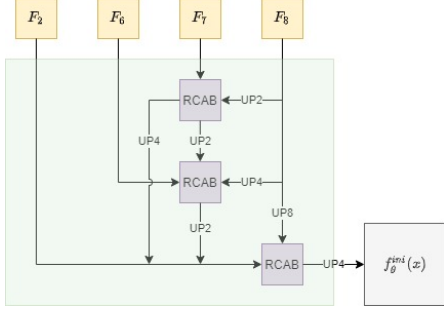 F₂ F₆ F₇ F₈
RCAB UP2
UP4 UP2
RCAB UP4
UP2 UP8
RCAB UP4 f_θ^{ini}(x)